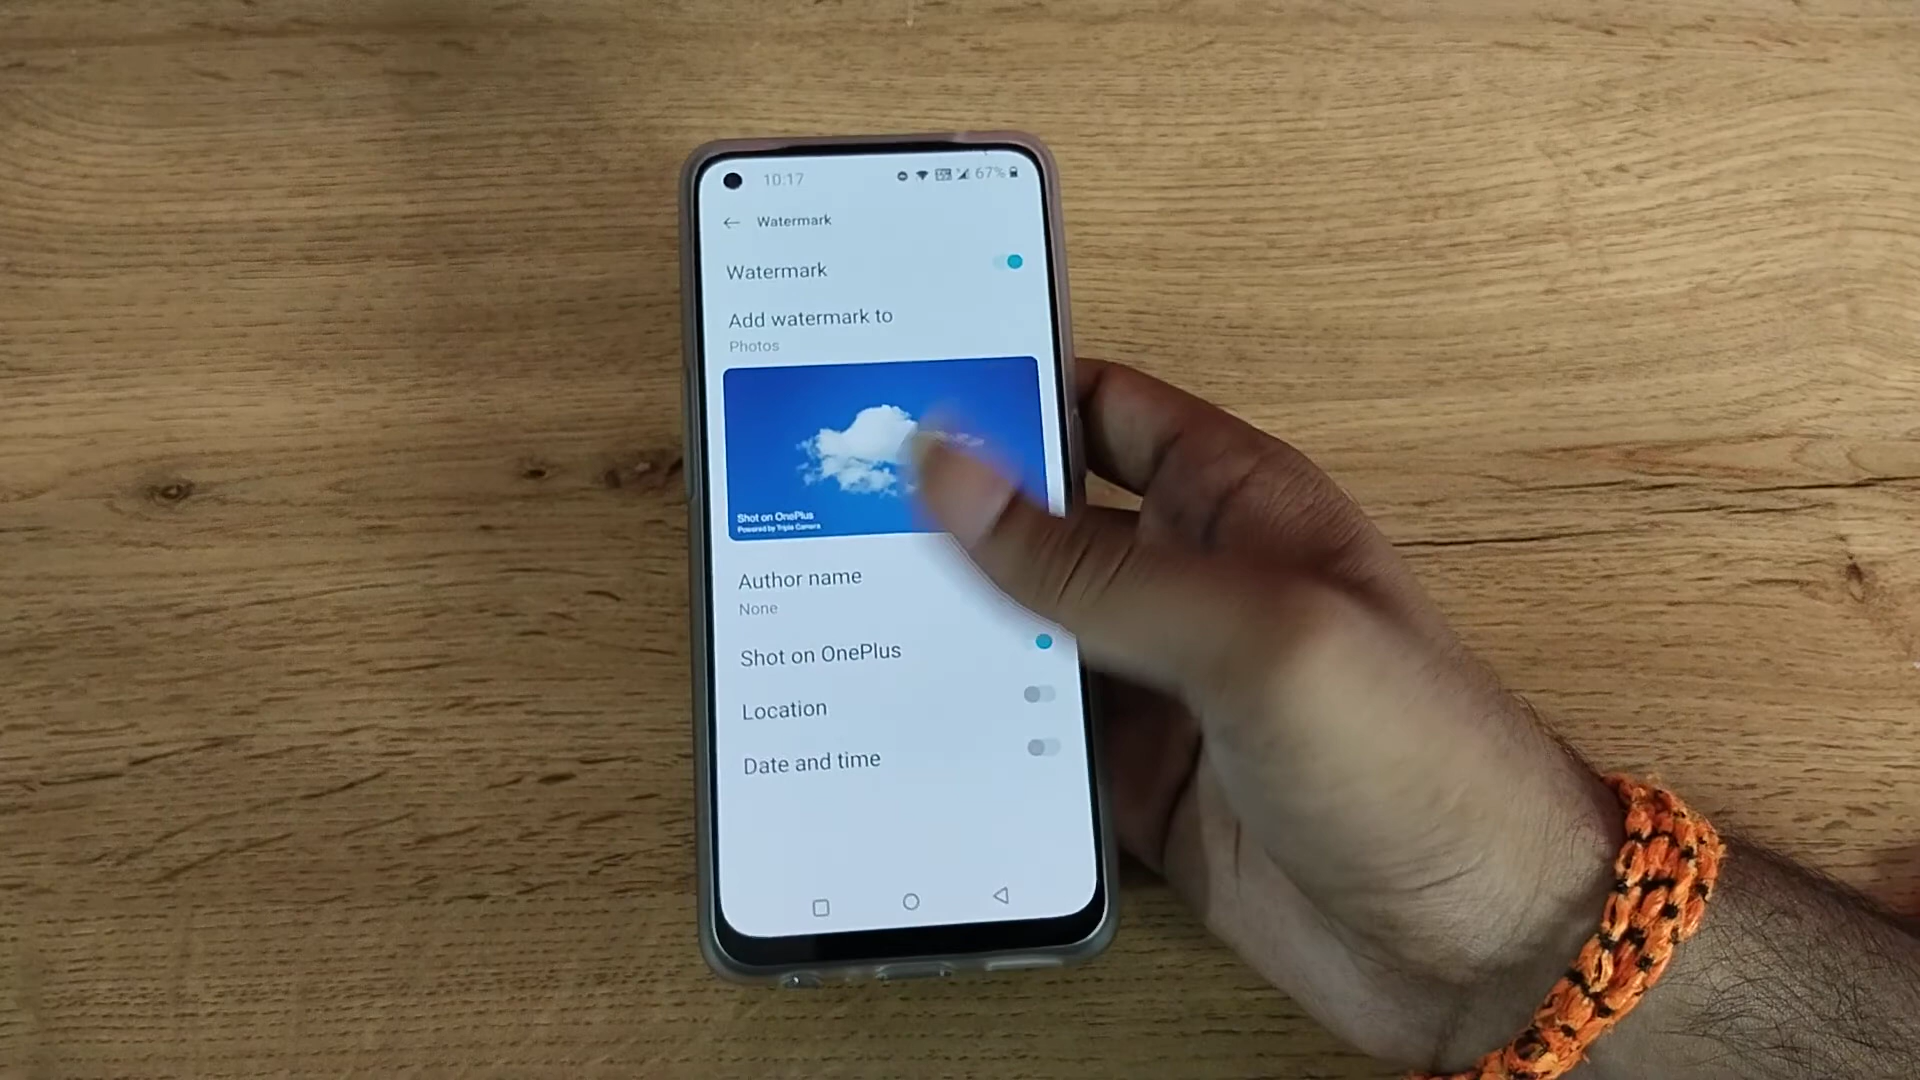 10:17 67%
Watermark
Watermark
Add watermark to
Photos
Shot on OnePlus
Powered by Triple Camera
Author name
None
Shot on OnePlus
Location
Date and time